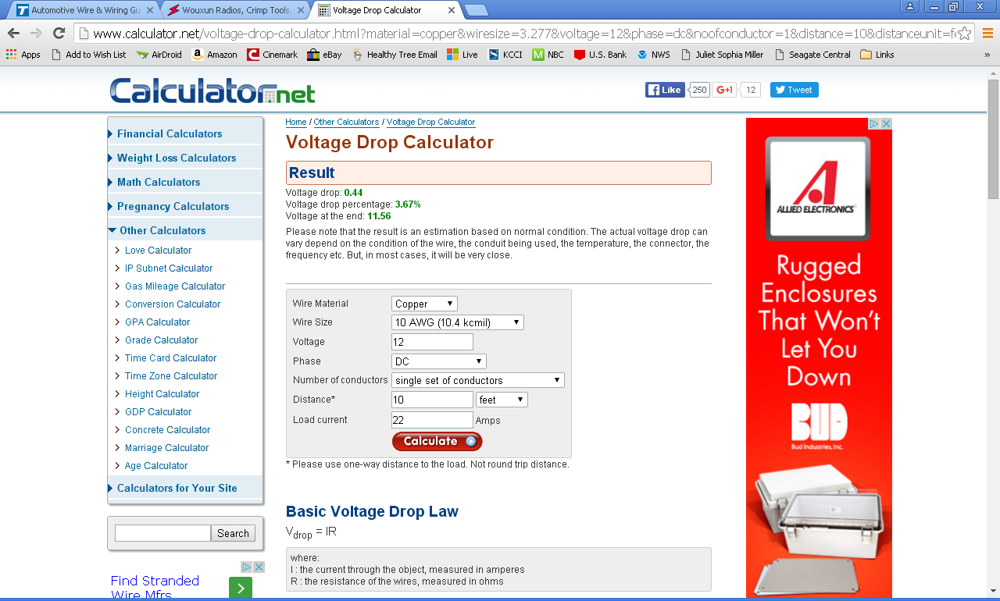 Automotive Wire & Wiring Gu
Wouxun Radios, Crimp Tools,
Voltage Drop Calculator
www.calculator.net/voltage-drop-calculator.html?material=copper&wiresize=3.277&voltage=12&phase=dc&noofconductor=1&distance=10&distanceunit=fe
Apps Add to Wish List AirDroid Amazon Cinemark eBay Healthy Tree Email Live KCCI NBC U.S. Bank NWS Juliet Sophia Miller Seagate Central Links »
Calculator.net
Like 250 G+1 12 Tweet
Financial Calculators
Weight Loss Calculators
Math Calculators
Pregnancy Calculators
Other Calculators
Love Calculator
IP Subnet Calculator
Gas Mileage Calculator
Conversion Calculator
GPA Calculator
Grade Calculator
Time Card Calculator
Time Zone Calculator
Height Calculator
GDP Calculator
Concrete Calculator
Marriage Calculator
Age Calculator
Calculators for Your Site
Search
Find Stranded
Wire Mfrs
Home / Other Calculators / Voltage Drop Calculator
Voltage Drop Calculator
Result
Voltage drop: 0.44
Voltage drop percentage: 3.67%
Voltage at the end: 11.56
Please note that the result is an estimation based on normal condition. The actual voltage drop can
vary depend on the condition of the wire, the conduit being used, the temperature, the connector, the
frequency etc. But, in most cases, it will be very close.
Wire Material Copper
Wire Size 10 AWG (10.4 kcmil)
Voltage 12
Phase DC
Number of conductors single set of conductors
Distance* 10 feet
Load current 22 Amps
Calculate
* Please use one-way distance to the load. Not round trip distance.
Basic Voltage Drop Law
Vdrop = IR
where:
I : the current through the object, measured in amperes
R : the resistance of the wires, measured in ohms
A
ALLIED ELECTRONICS
Rugged
Enclosures
That Won't
Let You
Down
BUD
Bud Industries, Inc.